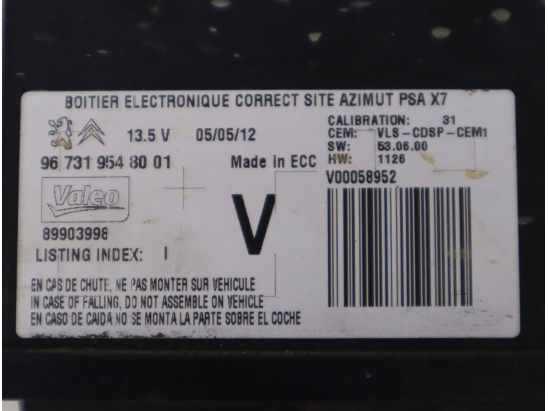 BOITIER ELECTRONIQUE CORRECT SITE AZIMUT PSA X7
13.5 V 05/05/12
96 731 954 80 01 Made in ECC
Valeo
89903998
LISTING INDEX: I
V
CALIBRATION: 31
CEM: VLS-CDSP-CEM1
SW: 53.06.00
HW: 1126
V00058952
EN CAS DE CHUTE, NE PAS MONTER SUR VEHICULE
IN CASE OF FALLING, DO NOT ASSEMBLE ON VEHICLE
EN CASO DE CAIDA NO SE MONTA LA PARTE SOBRE EL COCHE